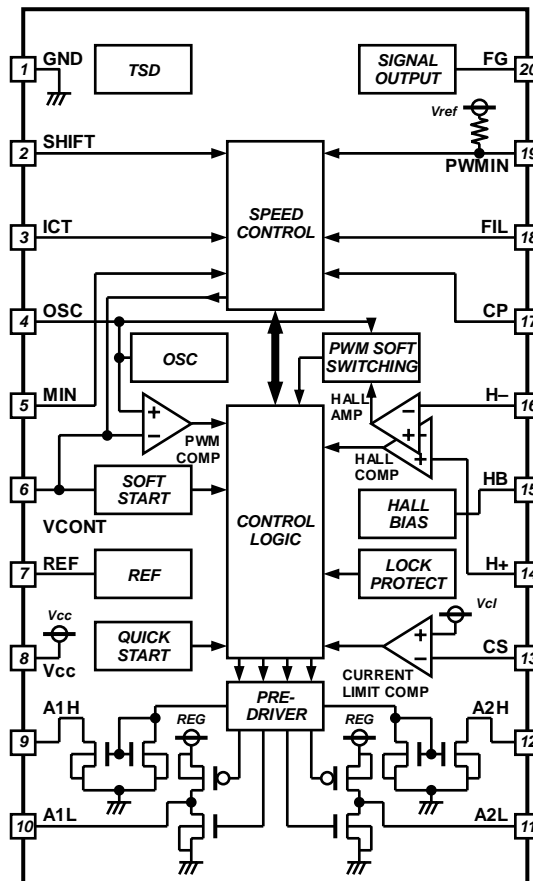 1 GND
TSD
SIGNAL
OUTPUT
FG 20
Vref
2 SHIFT
PWMIN 19
SPEED
CONTROL
3 ICT
FIL 18
4 OSC
CP 17
OSC
PWM SOFT
SWITCHING
5 MIN
HALL
AMP
H– 16
+
–
PWM
COMP
–
+
+
HALL
COMP
6
VCONT
SOFT
START
CONTROL
LOGIC
HALL
BIAS
HB 15
7 REF
REF
LOCK
PROTECT
H+ 14
Vcc
8
Vcc
QUICK
START
Vcl
+
–
CURRENT
LIMIT COMP
CS 13
A1H
9
PRE-
DRIVER
A2H
12
REG
REG
10 A1L
A2L 11